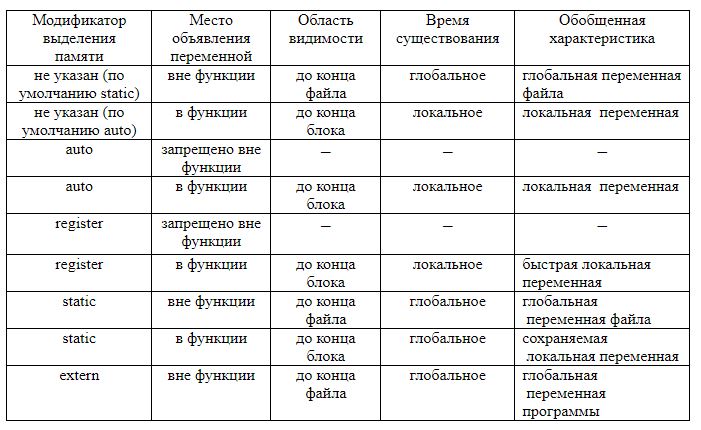 Модификатор выделения памяти | Место объявления переменной | Область видимости | Время существования | Обобщенная характеристика
не указан (по умолчанию static) | вне функции | до конца файла | глобальное | глобальная переменная файла
не указан (по умолчанию auto) | в функции | до конца блока | локальное | локальная переменная
auto | запрещено вне функции | – | – | –
auto | в функции | до конца блока | локальное | локальная переменная
register | запрещено вне функции | – | – | –
register | в функции | до конца блока | локальное | быстрая локальная переменная
static | вне функции | до конца файла | глобальное | глобальная переменная файла
static | в функции | до конца блока | глобальное | сохраняемая локальная переменная
extern | вне функции | до конца файла | глобальное | глобальная переменная программы